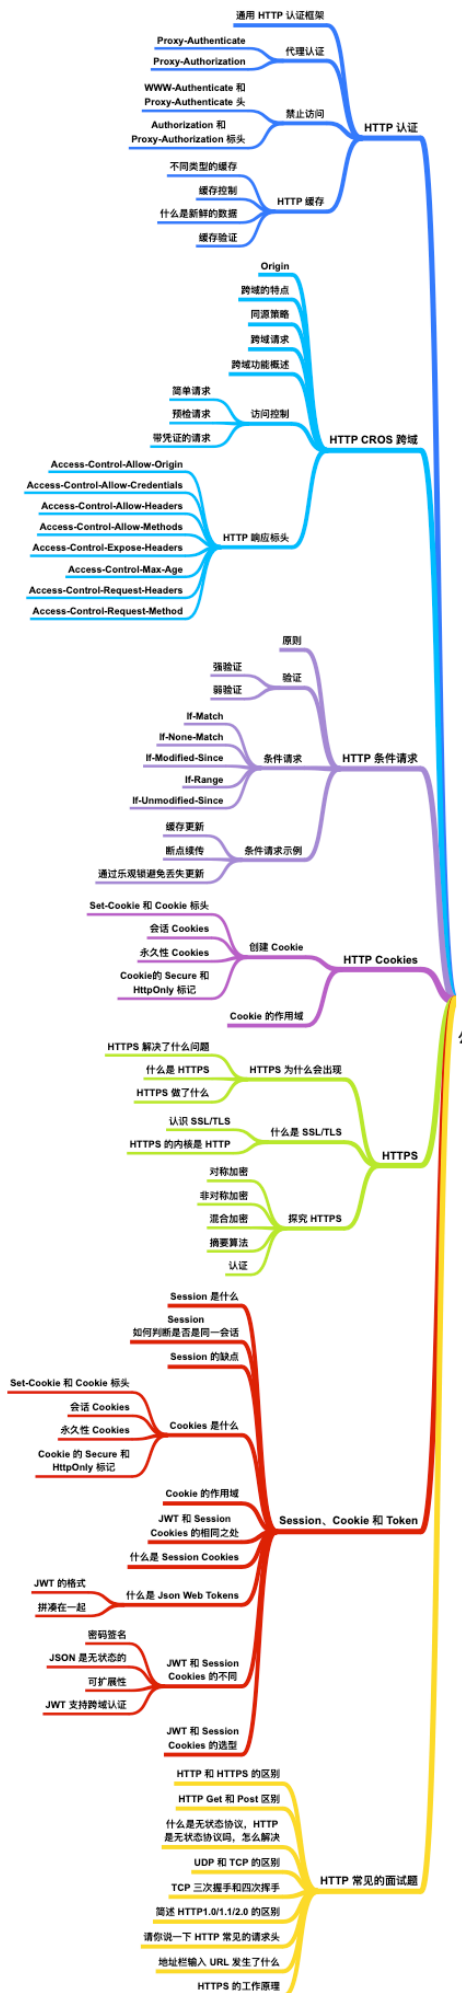 通用 HTTP 认证框架
Proxy-Authenticate
代理认证
Proxy-Authorization
WWW-Authenticate 和
Proxy-Authenticate 头
禁止访问
Authorization 和
Proxy-Authorization 标头
HTTP 认证
不同类型的缓存
缓存控制
HTTP 缓存
什么是新鲜的数据
缓存验证
Origin
跨域的特点
同源策略
跨域请求
跨域功能概述
简单请求
预检请求
访问控制
带凭证的请求
HTTP CROS 跨域
Access-Control-Allow-Origin
Access-Control-Allow-Credentials
Access-Control-Allow-Headers
Access-Control-Allow-Methods
HTTP 响应标头
Access-Control-Expose-Headers
Access-Control-Max-Age
Access-Control-Request-Headers
Access-Control-Request-Method
原则
强验证
验证
弱验证
If-Match
If-None-Match
If-Modified-Since
条件请求
HTTP 条件请求
If-Range
If-Unmodified-Since
缓存更新
断点续传
条件请求示例
通过乐观锁避免丢失更新
Set-Cookie 和 Cookie 标头
会话 Cookies
创建 Cookie
永久性 Cookies
HTTP Cookies
Cookie的 Secure 和
HttpOnly 标记
Cookie 的作用域
HTTPS 解决了什么问题
什么是 HTTPS
HTTPS 为什么会出现
HTTPS 做了什么
认识 SSL/TLS
什么是 SSL/TLS
HTTPS 的内核是 HTTP
HTTPS
对称加密
非对称加密
混合加密
探究 HTTPS
摘要算法
认证
Session 是什么
Session
如何判断是否是同一会话
Session 的缺点
Set-Cookie 和 Cookie 标头
会话 Cookies
Cookies 是什么
永久性 Cookies
Cookie 的 Secure 和
HttpOnly 标记
Cookie 的作用域
JWT 和 Session
Cookies 的相同之处
Session、Cookie 和 Token
什么是 Session Cookies
JWT 的格式
什么是 Json Web Tokens
拼凑在一起
密码签名
JSON 是无状态的
JWT 和 Session
Cookies 的不同
可扩展性
JWT 支持跨域认证
JWT 和 Session
Cookies 的选型
HTTP 和 HTTPS 的区别
HTTP Get 和 Post 区别
什么是无状态协议，HTTP
是无状态协议吗，怎么解决
UDP 和 TCP 的区别
HTTP 常见的面试题
TCP 三次握手和四次挥手
简述 HTTP1.0/1.1/2.0 的区别
请你说一下 HTTP 常见的请求头
地址栏输入 URL 发生了什么
HTTPS 的工作原理